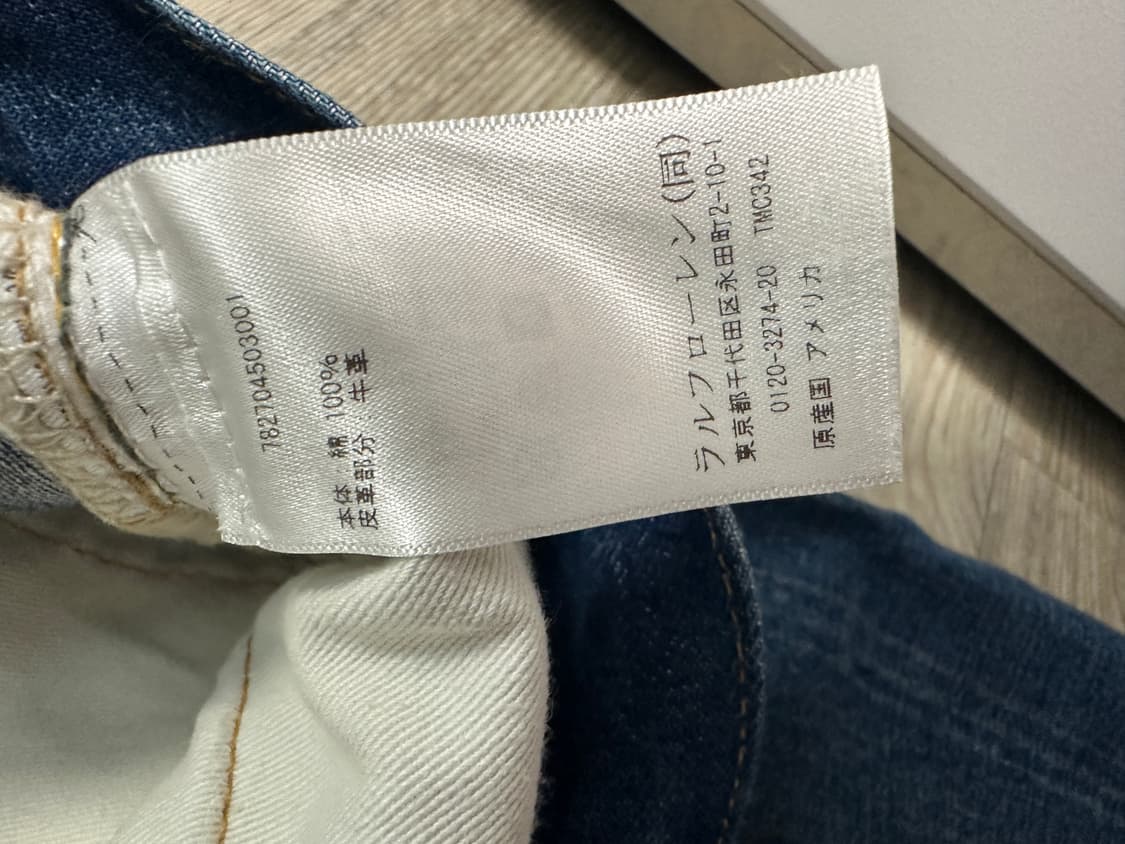 782704503001
本体 綿 100%
皮革部分 牛革
ラルフローレン(同)
東京都千代田区永田町2-10-1
0120-3274-20 TMC342
原産国 アメリカ